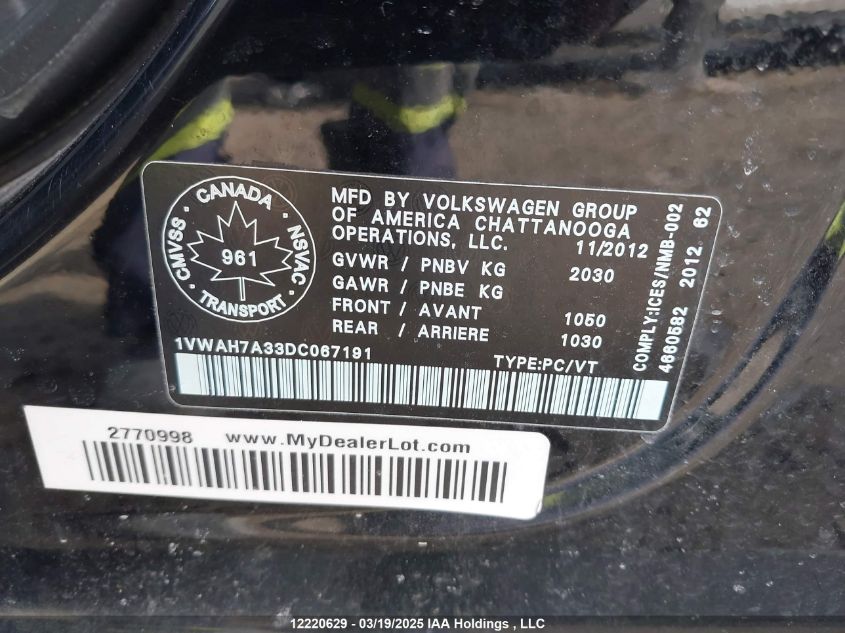 CANADA
CMVSS
NSVAC
961
TRANSPORT
MFD BY VOLKSWAGEN GROUP
OF AMERICA CHATTANOOGA
OPERATIONS, LLC. 11/2012
GVWR / PNBV KG 2030
GAWR / PNBE KG
FRONT / AVANT 1050
REAR / ARRIERE 1030
1VWAH7A33DC067191 TYPE:PC/VT
COMPLY:ICES/NMB-002
4660582 2012 62
2770998 www.MyDealerLot.com
12220629 - 03/19/2025 IAA Holdings , LLC